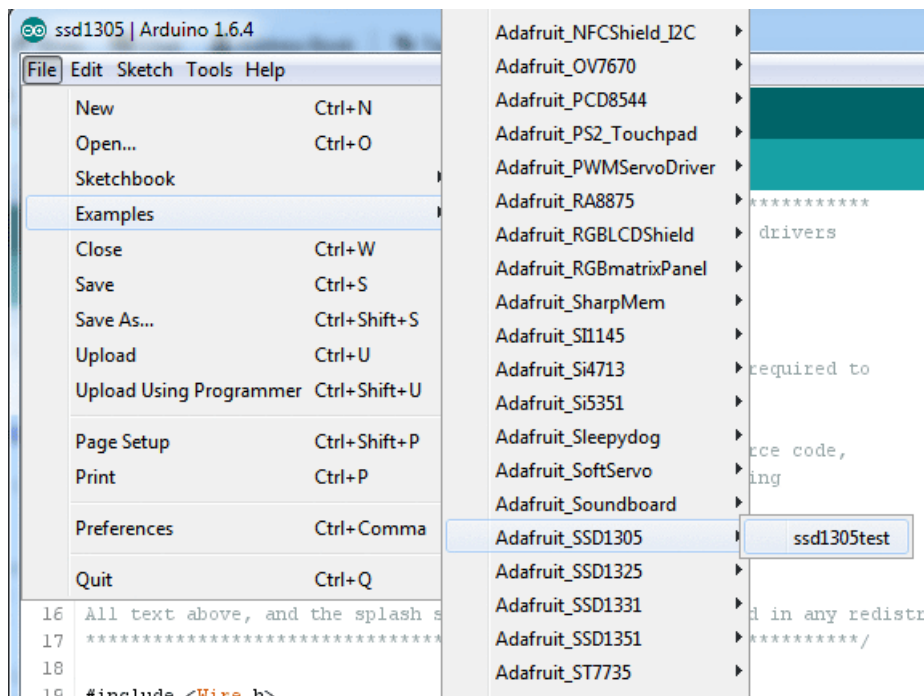 ssd1305 | Arduino 1.6.4
File Edit Sketch Tools Help
New Ctrl+N
Open... Ctrl+O
Sketchbook
Examples
Close Ctrl+W
Save Ctrl+S
Save As... Ctrl+Shift+S
Upload Ctrl+U
Upload Using Programmer Ctrl+Shift+U
Page Setup Ctrl+Shift+P
Print Ctrl+P
Preferences Ctrl+Comma
Quit Ctrl+Q
Adafruit_NFCShield_I2C
Adafruit_OV7670
Adafruit_PCD8544
Adafruit_PS2_Touchpad
Adafruit_PWMServoDriver
Adafruit_RA8875
Adafruit_RGBLCDShield
Adafruit_RGBmatrixPanel
Adafruit_SharpMem
Adafruit_SI1145
Adafruit_Si4713
Adafruit_Si5351
Adafruit_Sleepydog
Adafruit_SoftServo
Adafruit_Soundboard
Adafruit_SSD1305
Adafruit_SSD1325
Adafruit_SSD1331
Adafruit_SSD1351
Adafruit_ST7735
ssd1305test
***********
drivers
required to
rce code,
ing
16 All text above, and the splash s
d in any redistr
17 *********************************
**********/
18
19 #include <Wire.h>